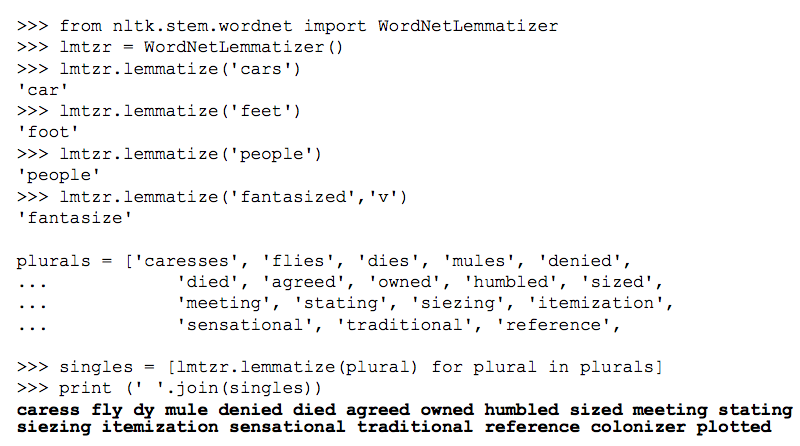 >>> from nltk.stem.wordnet import WordNetLemmatizer
>>> lmtzr = WordNetLemmatizer()
>>> lmtzr.lemmatize('cars')
'car'
>>> lmtzr.lemmatize('feet')
'foot'
>>> lmtzr.lemmatize('people')
'people'
>>> lmtzr.lemmatize('fantasized','v')
'fantasize'
plurals = ['caresses', 'flies', 'dies', 'mules', 'denied',
...            'died', 'agreed', 'owned', 'humbled', 'sized',
...            'meeting', 'stating', 'siezing', 'itemization',
...            'sensational', 'traditional', 'reference',
>>> singles = [lmtzr.lemmatize(plural) for plural in plurals]
>>> print (' '.join(singles))
caress fly dy mule denied died agreed owned humbled sized meeting stating
siezing itemization sensational traditional reference colonizer plotted